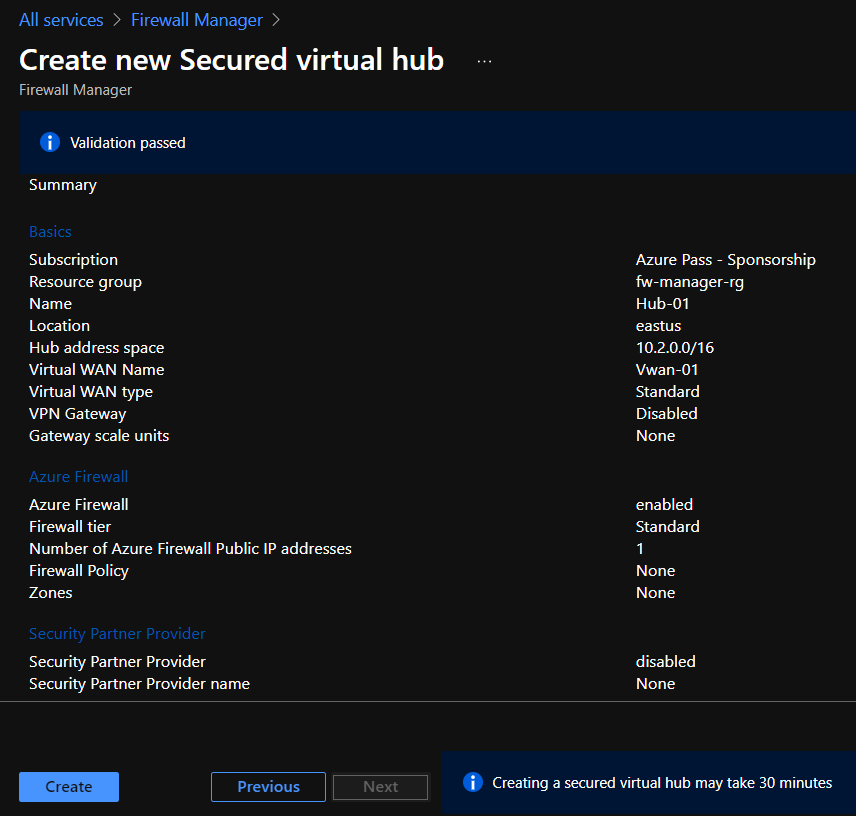 All services > Firewall Manager >
Create new Secured virtual hub ...
Firewall Manager
Validation passed
Summary
Basics
Subscription Azure Pass - Sponsorship
Resource group fw-manager-rg
Name Hub-01
Location eastus
Hub address space 10.2.0.0/16
Virtual WAN Name Vwan-01
Virtual WAN type Standard
VPN Gateway Disabled
Gateway scale units None
Azure Firewall
Azure Firewall enabled
Firewall tier Standard
Number of Azure Firewall Public IP addresses 1
Firewall Policy None
Zones None
Security Partner Provider
Security Partner Provider disabled
Security Partner Provider name None
Create Previous Next Creating a secured virtual hub may take 30 minutes